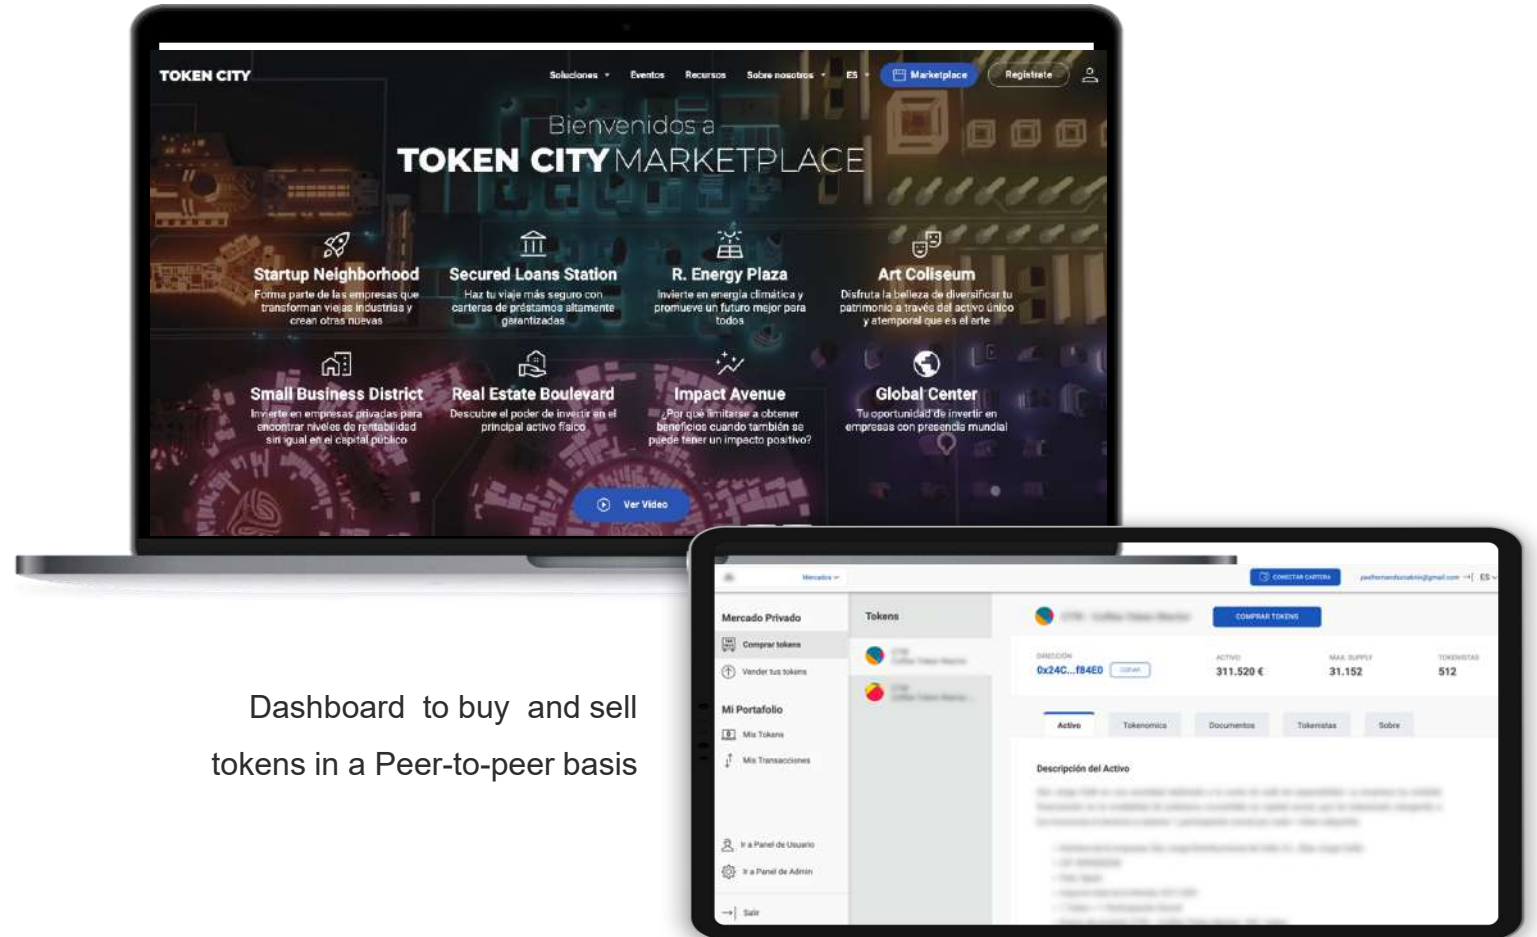 TOKEN CITY
Soluciones
Eventos
Recursos
Sobre nosotros
ES
Marketplace
Regístrate
Bienvenidos a
TOKEN CITY MARKETPLACE
Startup Neighborhood
Forma parte de las empresas que
transforman viejas industrias y
crean otras nuevas
Secured Loans Station
Haz tu viaje más seguro con
carteras de préstamos altamente
garantizadas
R. Energy Plaza
Invierte en energía climática y
promueve un futuro mejor para
todos
Art Coliseum
Disfruta la belleza de diversificar tu
patrimonio a través del activo único
y atemporal que es el arte
Small Business District
Invierte en empresas privadas para
encontrar niveles de rentabilidad
sin igual en el capital público
Real Estate Boulevard
Descubre el poder de invertir en el
principal activo físico
Impact Avenue
¿Por qué limitarse a obtener
beneficios cuando también se
puede tener un impacto positivo?
Global Center
Tu oportunidad de invertir en
empresas con presencia mundial
Ver Vídeo
Dashboard to buy and sell
tokens in a Peer-to-peer basis
Mercados
CONECTAR CARTERA
ES
Mercado Privado
Comprar tokens
Vender tus tokens
Mi Portafolio
Mis Tokens
Mis Transacciones
Ir a Panel de Usuario
Ir a Panel de Admin
Salir
Tokens
COMPRAR TOKENS
DIRECCIÓN
0x24C...f84E0
COPIAR
ACTIVO
311.520 €
MAX. SUPPLY
31.152
TOKENISTAS
512
Activo
Tokenomics
Documentos
Tokenistas
Sobre
Descripción del Activo